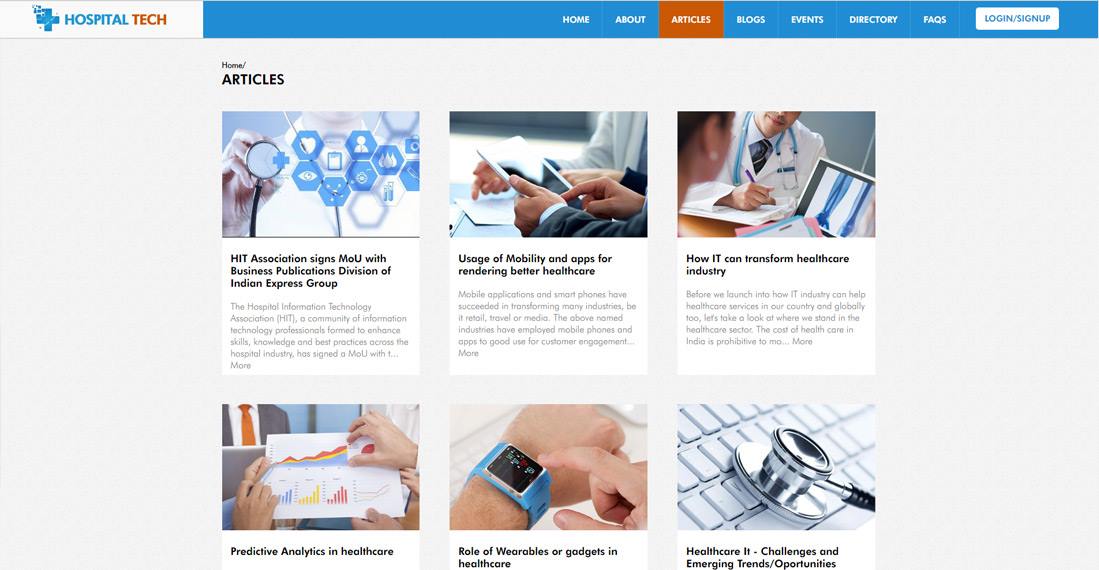 HOSPITAL TECH
HOME ABOUT ARTICLES BLOGS EVENTS DIRECTORY FAQS LOGIN/SIGNUP
Home/
ARTICLES
HIT Association signs MoU with
Business Publications Division of
Indian Express Group
The Hospital Information Technology
Association (HIT), a community of information
technology professionals formed to enhance
skills, knowledge and best practices across the
hospital industry, has signed a MoU with t...
More
Usage of Mobility and apps for
rendering better healthcare
Mobile applications and smart phones have
succeeded in transforming many industries, be
it retail, travel or media. The above named
industries have employed mobile phones and
apps to good use for customer engagement...
More
How IT can transform healthcare
industry
Before we launch into how IT industry can help
healthcare services in our country and globally
too, let's take a look at where we stand in the
healthcare sector. The cost of health care in
India is prohibitive to mo... More
Predictive Analytics in healthcare
Role of Wearables or gadgets in
healthcare
Healthcare It - Challenges and
Emerging Trends/Oportunities